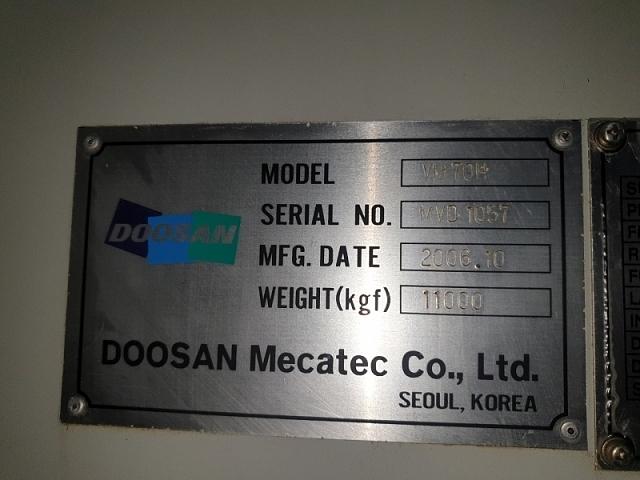 DOOSAN
MODEL
SERIAL NO. MVD 1057
MFG. DATE 2006.10
WEIGHT(kgf) 11000
DOOSAN Mecatec Co., Ltd.
SEOUL, KOREA